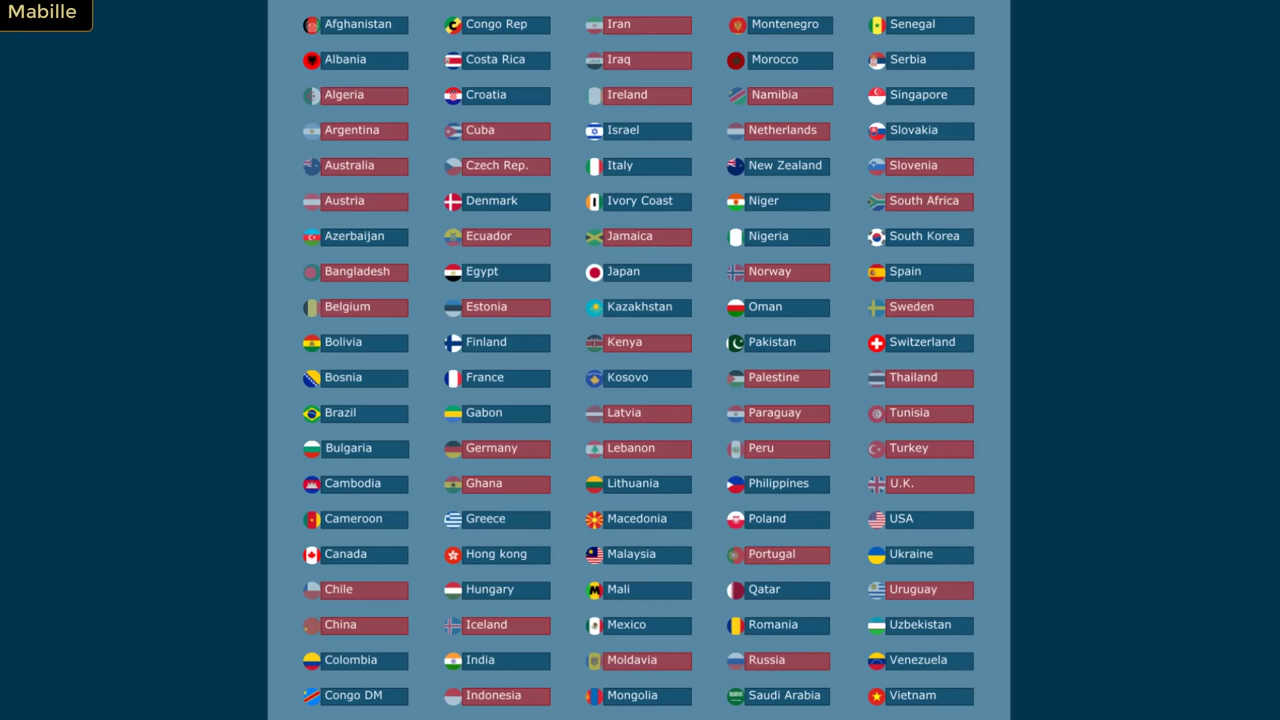 Mabille
Afghanistan
Albania
Algeria
Argentina
Australia
Austria
Azerbaijan
Bangladesh
Belgium
Bolivia
Bosnia
Brazil
Bulgaria
Cambodia
Cameroon
Canada
Chile
China
Colombia
Congo DM
Congo Rep
Costa Rica
Croatia
Cuba
Czech Rep.
Denmark
Ecuador
Egypt
Estonia
Finland
France
Gabon
Germany
Ghana
Greece
Hong kong
Hungary
Iceland
India
Indonesia
Iran
Iraq
Ireland
Israel
Italy
Ivory Coast
Jamaica
Japan
Kazakhstan
Kenya
Kosovo
Latvia
Lebanon
Lithuania
Macedonia
Malaysia
Mali
Mexico
Moldavia
Mongolia
Montenegro
Morocco
Namibia
Netherlands
New Zealand
Niger
Nigeria
Norway
Oman
Pakistan
Palestine
Paraguay
Peru
Philippines
Poland
Portugal
Qatar
Romania
Russia
Saudi Arabia
Senegal
Serbia
Singapore
Slovakia
Slovenia
South Africa
South Korea
Spain
Sweden
Switzerland
Thailand
Tunisia
Turkey
U.K.
USA
Ukraine
Uruguay
Uzbekistan
Venezuela
Vietnam